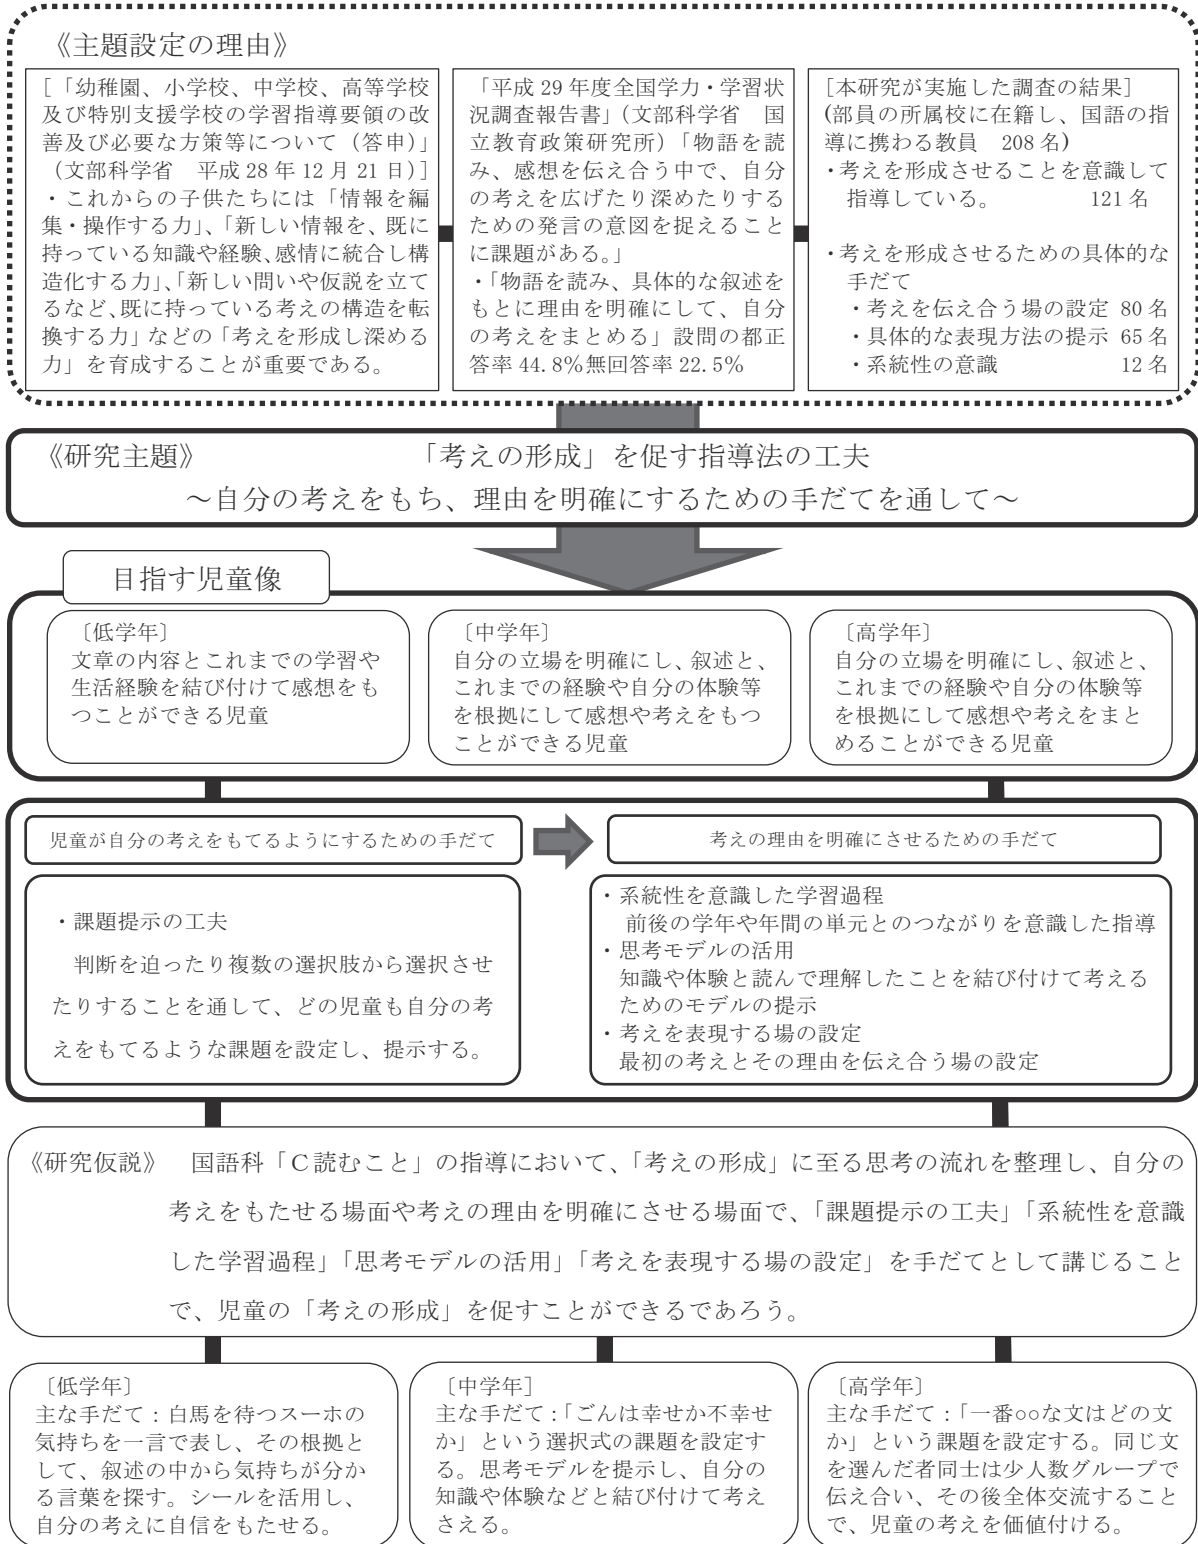 《主題設定の理由》
[「幼稚園、小学校、中学校、高等学校
及び特別支援学校の学習指導要領の改
善及び必要な方策等について(答申)」
(文部科学省 平成28年12月21日)]
・これからの子供たちには「情報を編
集・操作する力」、「新しい情報を、既に
持っている知識や経験、感情に統合し構
造化する力」、「新しい問いや仮説を立て
るなど、既に持っている考えの構造を転
換する力」などの「考えを形成し深める
力」を育成することが重要である。
「平成29年度全国学力・学習状
況調査報告書」(文部科学省 国
立教育政策研究所)「物語を読
み、感想を伝え合う中で、自分
の考えを広げたり深めたりする
ための発言の意図を捉えること
に課題がある。」
・「物語を読み、具体的な叙述を
もとに理由を明確にして、自分
の考えをまとめる」設問の都正
答率44.8%無回答率22.5%
[本研究が実施した調査の結果]
(部員の所属校に在籍し、国語の指
導に携わる教員 208名)
・考えを形成させることを意識して
指導している。 121名
・考えを形成させるための具体的な
手だて
・考えを伝え合う場の設定 80名
・具体的な表現方法の提示 65名
・系統性の意識 12名
《研究主題》 「考えの形成」を促す指導法の工夫
～自分の考えをもち、理由を明確にするための手だてを通して～
目指す児童像
〔低学年〕
文章の内容とこれまでの学習や
生活経験を結び付けて感想をも
つことができる児童
〔中学年〕
自分の立場を明確にし、叙述と、
これまでの経験や自分の体験等
を根拠にして感想や考えをもつ
ことができる児童
〔高学年〕
自分の立場を明確にし、叙述と、
これまでの経験や自分の体験等
を根拠にして感想や考えをまと
めることができる児童
児童が自分の考えをもてるようにするための手だて
考えの理由を明確にさせるための手だて
・課題提示の工夫
判断を迫ったり複数の選択肢から選択させ
たりすることを通して、どの児童も自分の考
えをもてるような課題を設定し、提示する。
・系統性を意識した学習過程
前後の学年や年間の単元とのつながりを意識した指導
・思考モデルの活用
知識や体験と読んで理解したことを結び付けて考える
ためのモデルの提示
・考えを表現する場の設定
最初の考えとその理由を伝え合う場の設定
《研究仮説》 国語科「C読むこと」の指導において、「考えの形成」に至る思考の流れを整理し、自分の
考えをもたせる場面や考えの理由を明確にさせる場面で、「課題提示の工夫」「系統性を意識
した学習過程」「思考モデルの活用」「考えを表現する場の設定」を手だてとして講じること
で、児童の「考えの形成」を促すことができるであろう。
〔低学年〕
主な手だて：白馬を待つスーホの
気持ちを一言で表し、その根拠と
して、叙述の中から気持ちが分か
る言葉を探す。シールを活用し、
自分の考えに自信をもたせる。
〔中学年］
主な手だて：「ごんは幸せか不幸せ
か」という選択式の課題を設定す
る。思考モデルを提示し、自分の
知識や体験などと結び付けて考え
さえる。
〔高学年〕
主な手だて：「一番○○な文はどの文
か」という課題を設定する。同じ文
を選んだ者同士は少人数グループで
伝え合い、その後全体交流すること
で、児童の考えを価値付ける。